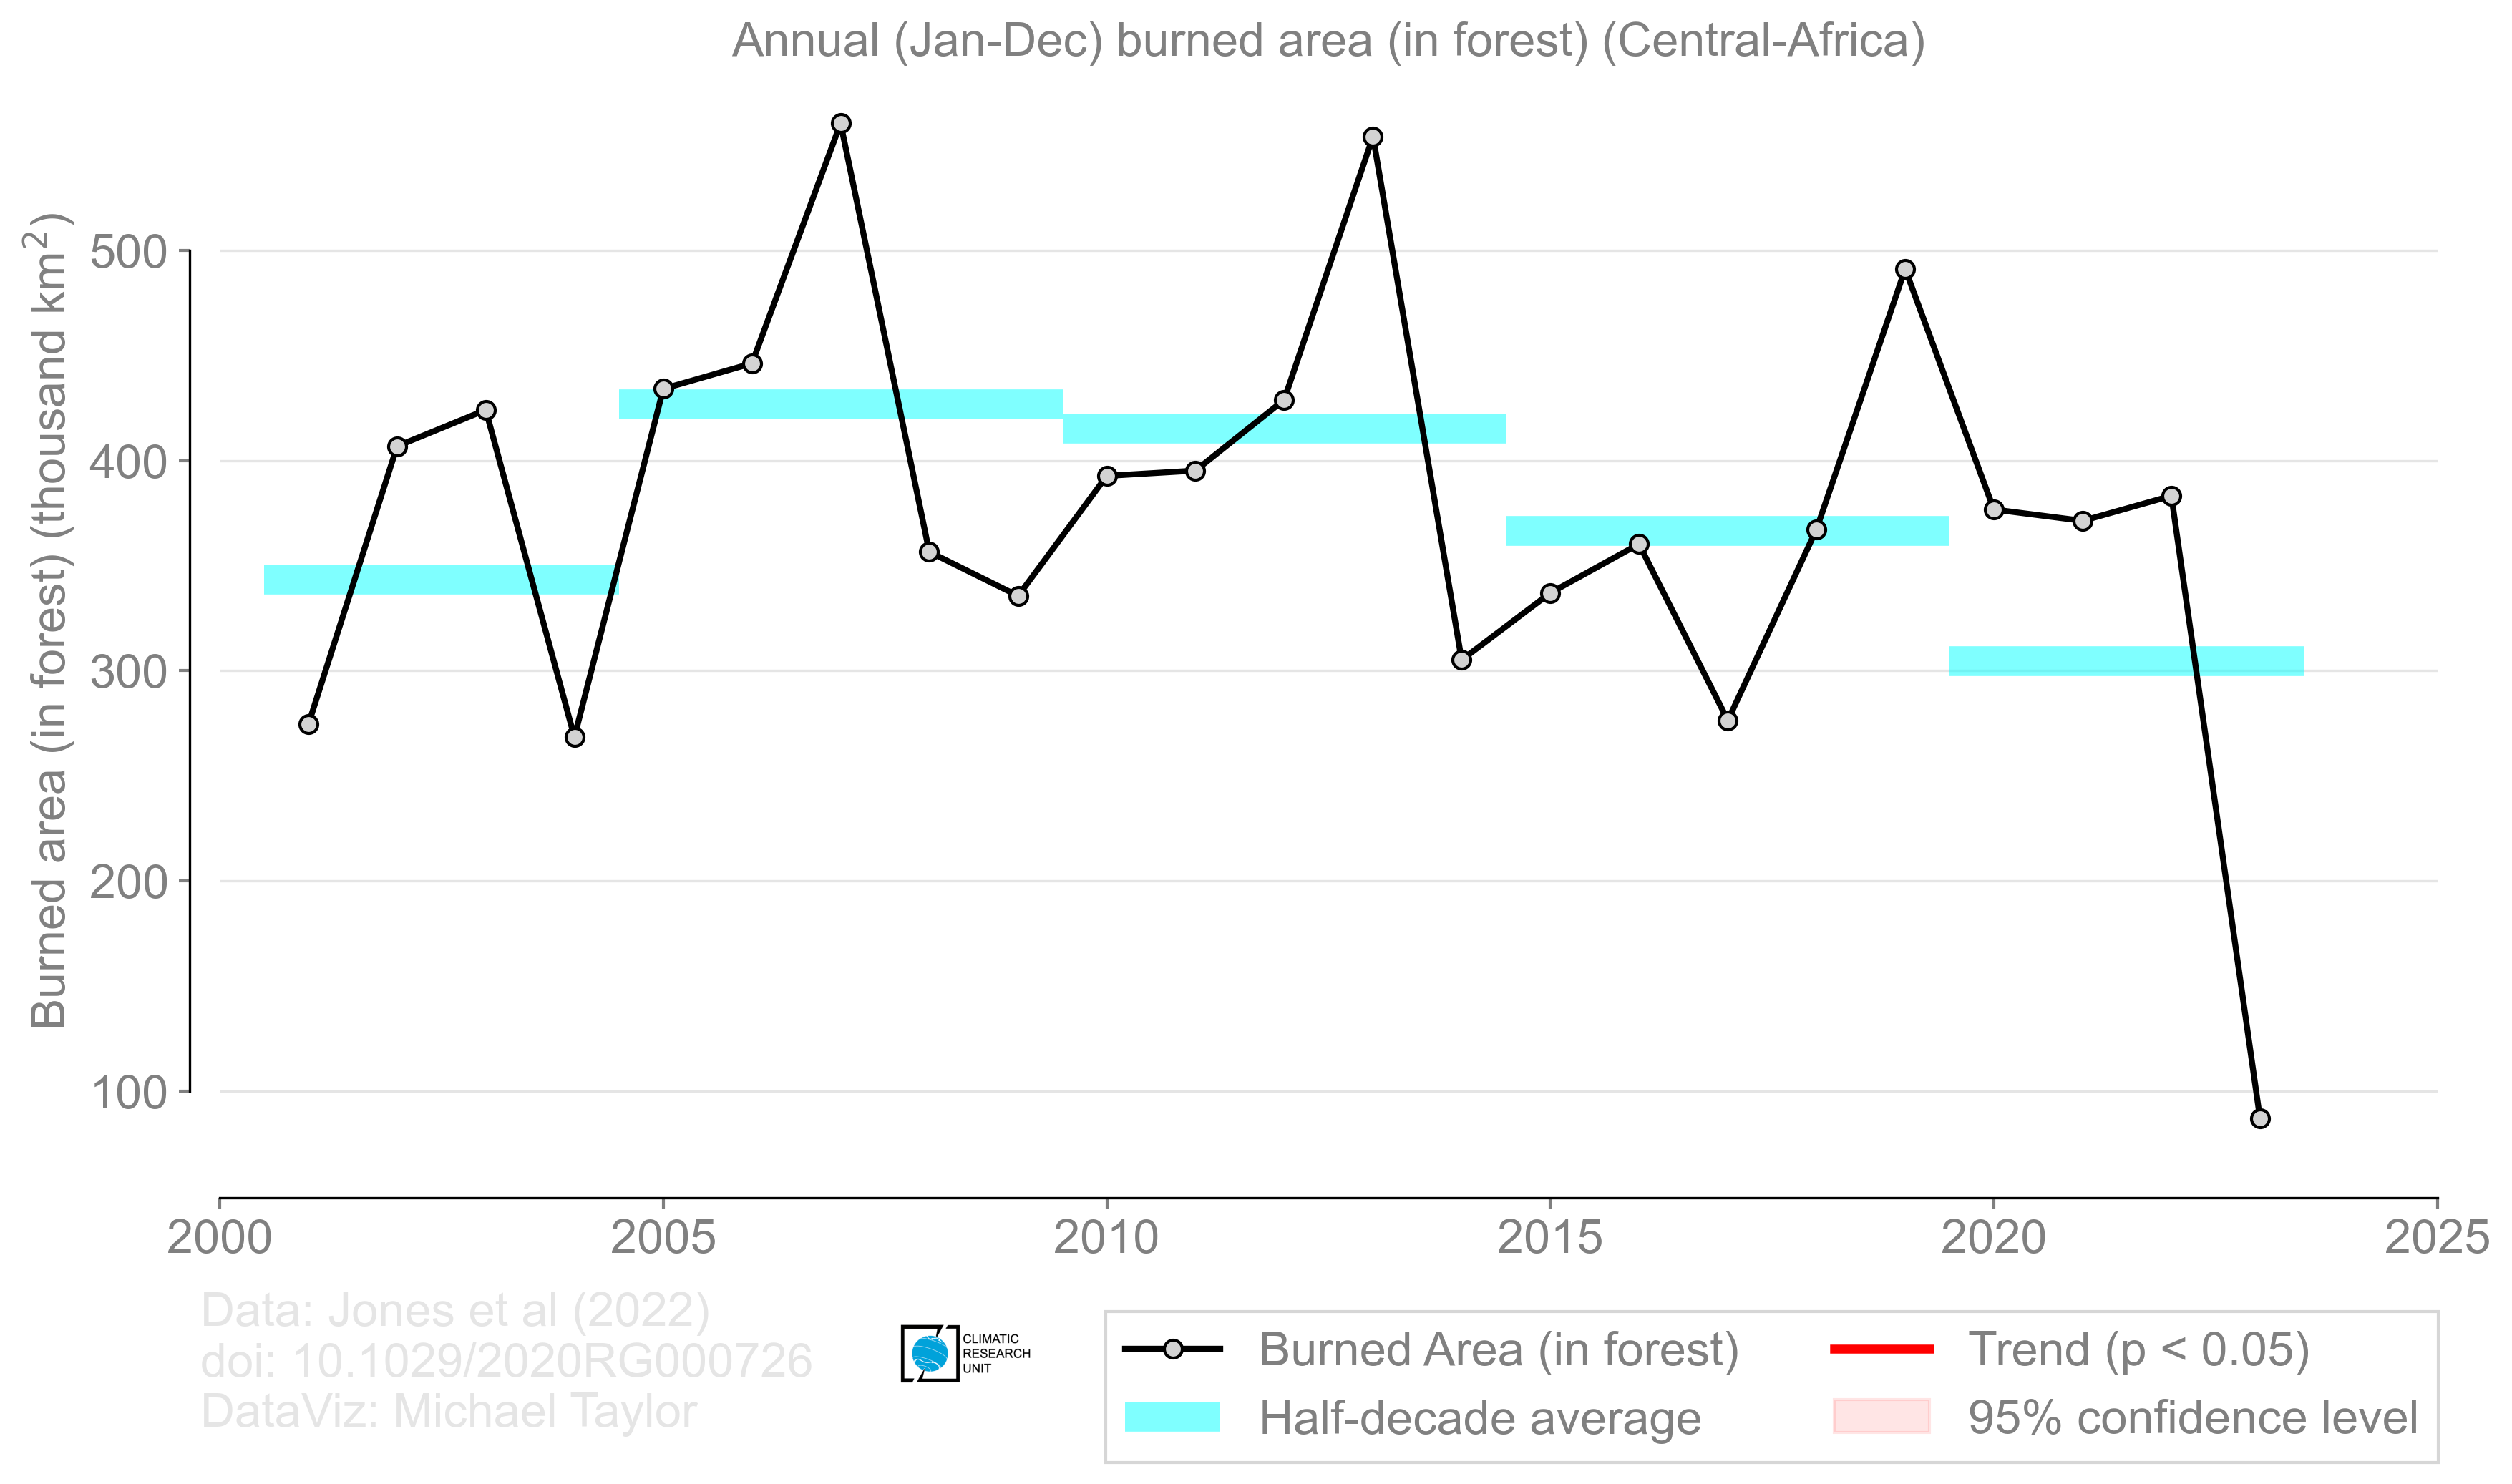 Annual (Jan-Dec) burned area (in forest) (Central-Africa)
Burned area (in forest) (thousand km²)
500
400
300
200
100
2000 2005 2010 2015 2020 2025
Data: Jones et al (2022)
doi: 10.1029/2020RG000726
DataViz: Michael Taylor
CLIMATIC
RESEARCH
UNIT
Burned Area (in forest)
Half-decade average
Trend (p < 0.05)
95% confidence level